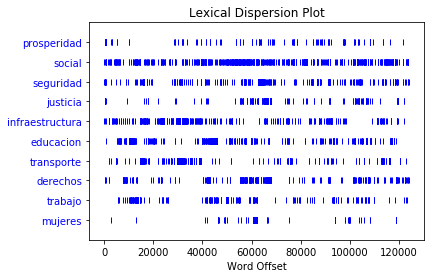 Lexical Dispersion Plot
prosperidad
social
seguridad
justicia
infraestructura
educacion
transporte
derechos
trabajo
mujeres
0 20000 40000 60000 80000 100000 120000
Word Offset